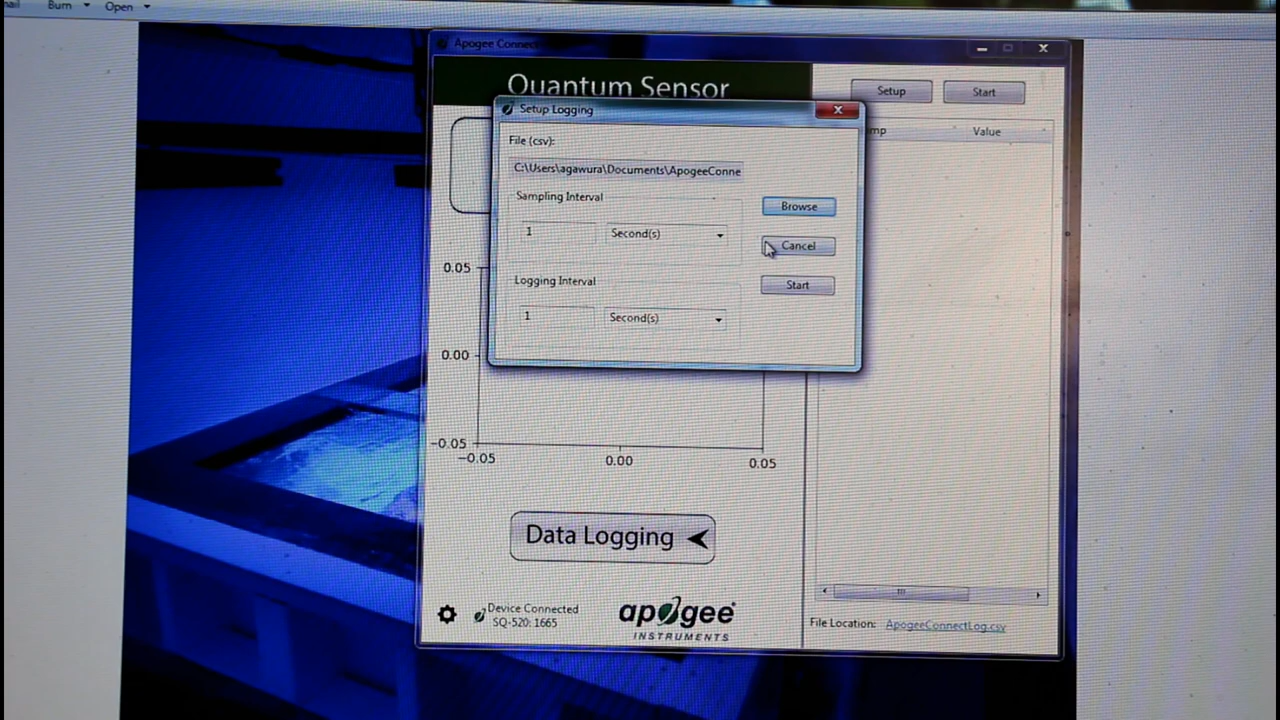 Burn
Open
Apogee Connect
Quantum Sensor
Setup
Start
Value
Setup Logging
File (csv):
C:\Users\agawura\Documents\ApogeeConne
Sampling Interval
Browse
1
Second(s)
Cancel
Logging Interval
Start
1
Second(s)
0.05
0.00
-0.05
-0.05
0.00
0.05
Data Logging
Device Connected
SQ-520: 1665
apogee
INSTRUMENTS
File Location:
ApogeeConnectLog.csv